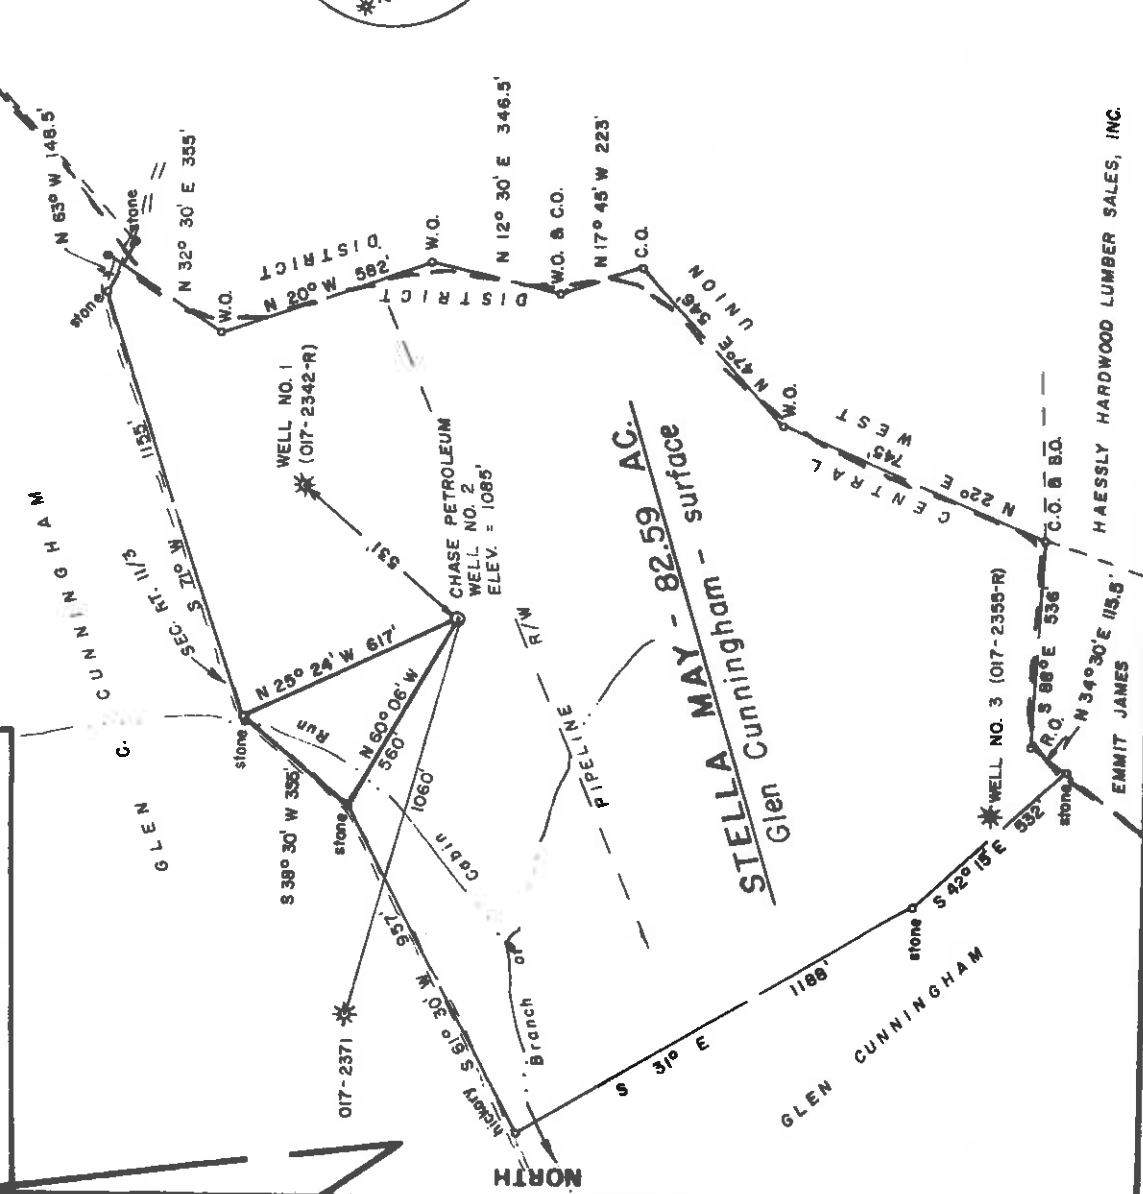 N 63° W 148.5'
stone
stone
N 32° 30' E 355'
W.O.
N 20° W 582'
DISTRICT
DISTRICT
W.O.
N 12° 30' E 346.5'
W.O. & C.O.
N 17° 45' W 223'
C.O.
N 47° E 546'
UNION
W.O.
WEST
CENTRAL
N 22° E 745'
C.O. & B.O.
HAESSLY HARDWOOD LUMBER SALES, INC.
S 71° W 1155'
SEC. RT. 11/3
GLEN C. CUNNINGHAM
WELL NO. 1
(017-2342-R)
531'
CHASE PETROLEUM
WELL NO. 2
ELEV. = 1085'
N 25° 24' W 617'
N 60° 06' W
560'
1060'
stone
S 38° 30' W 355'
stone
Cabin Run
017-2371
S 61° 30' W 957'
hickory
Branch of
PIPELINE R/W
STELLA MAY - 82.59 AC.
Glen Cunningham - surface
S 31° E 1188'
GLEN CUNNINGHAM
stone
S 42° 15' E 532'
WELL NO. 3 (017-2355-R)
stone
R.O.
S 88° E 536'
N 34° 30' E 115.5'
EMMIT JAMES
NORTH